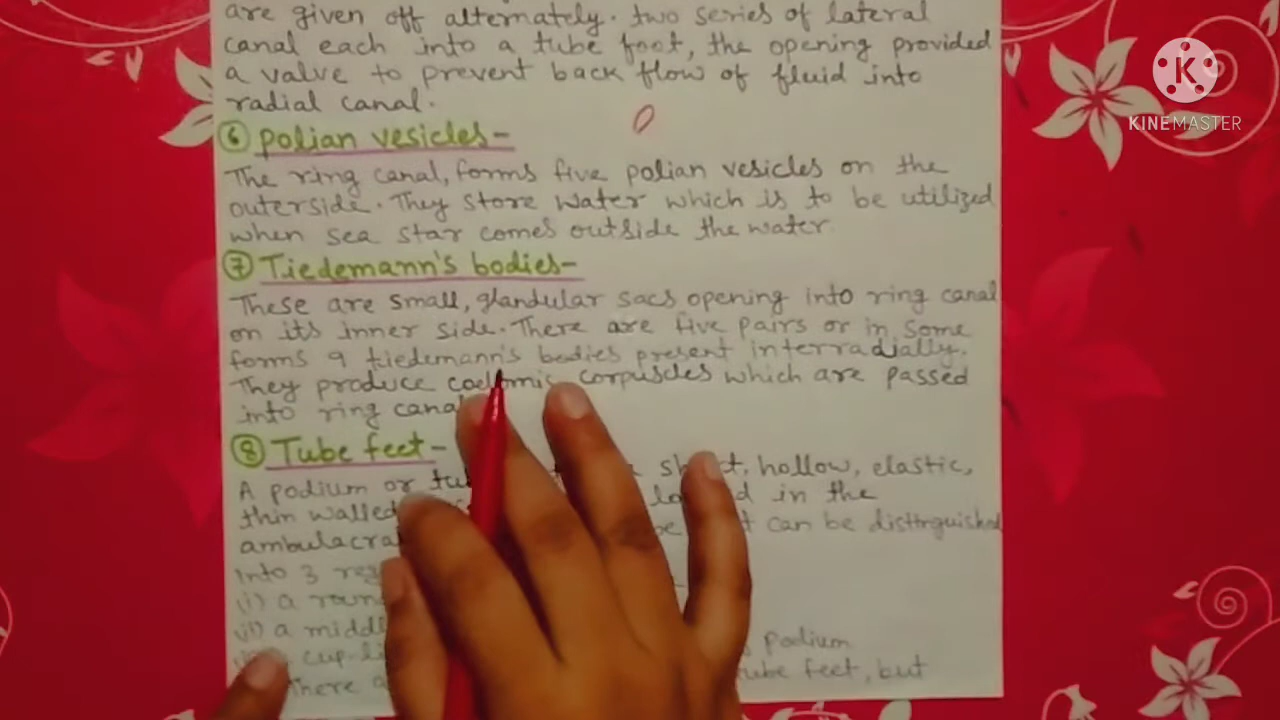 are given off alternately. two series of lateral
canal each into a tube foot, the opening provided
a valve to prevent back flow of fluid into
radial canal.
⑥ polian vesicles-
The ring canal, forms five polian vesicles on the
outerside. They store water which is to be utilized
when sea star comes outside the water.
⑦ Tiedemann's bodies-
These are small, glandular sacs opening into ring canal
on its inner side. There are five pairs or in some
forms 9 tiedemann's bodies present interradially.
They produce coelomic corpuscles which are passed
into ring canal
⑧ Tube feet-
A podium or short, hollow, elastic,
thin walled in the
can be distinguished
into 3
(i) a
(ii) a podium
tube feet, but
There
K
KINEMASTER